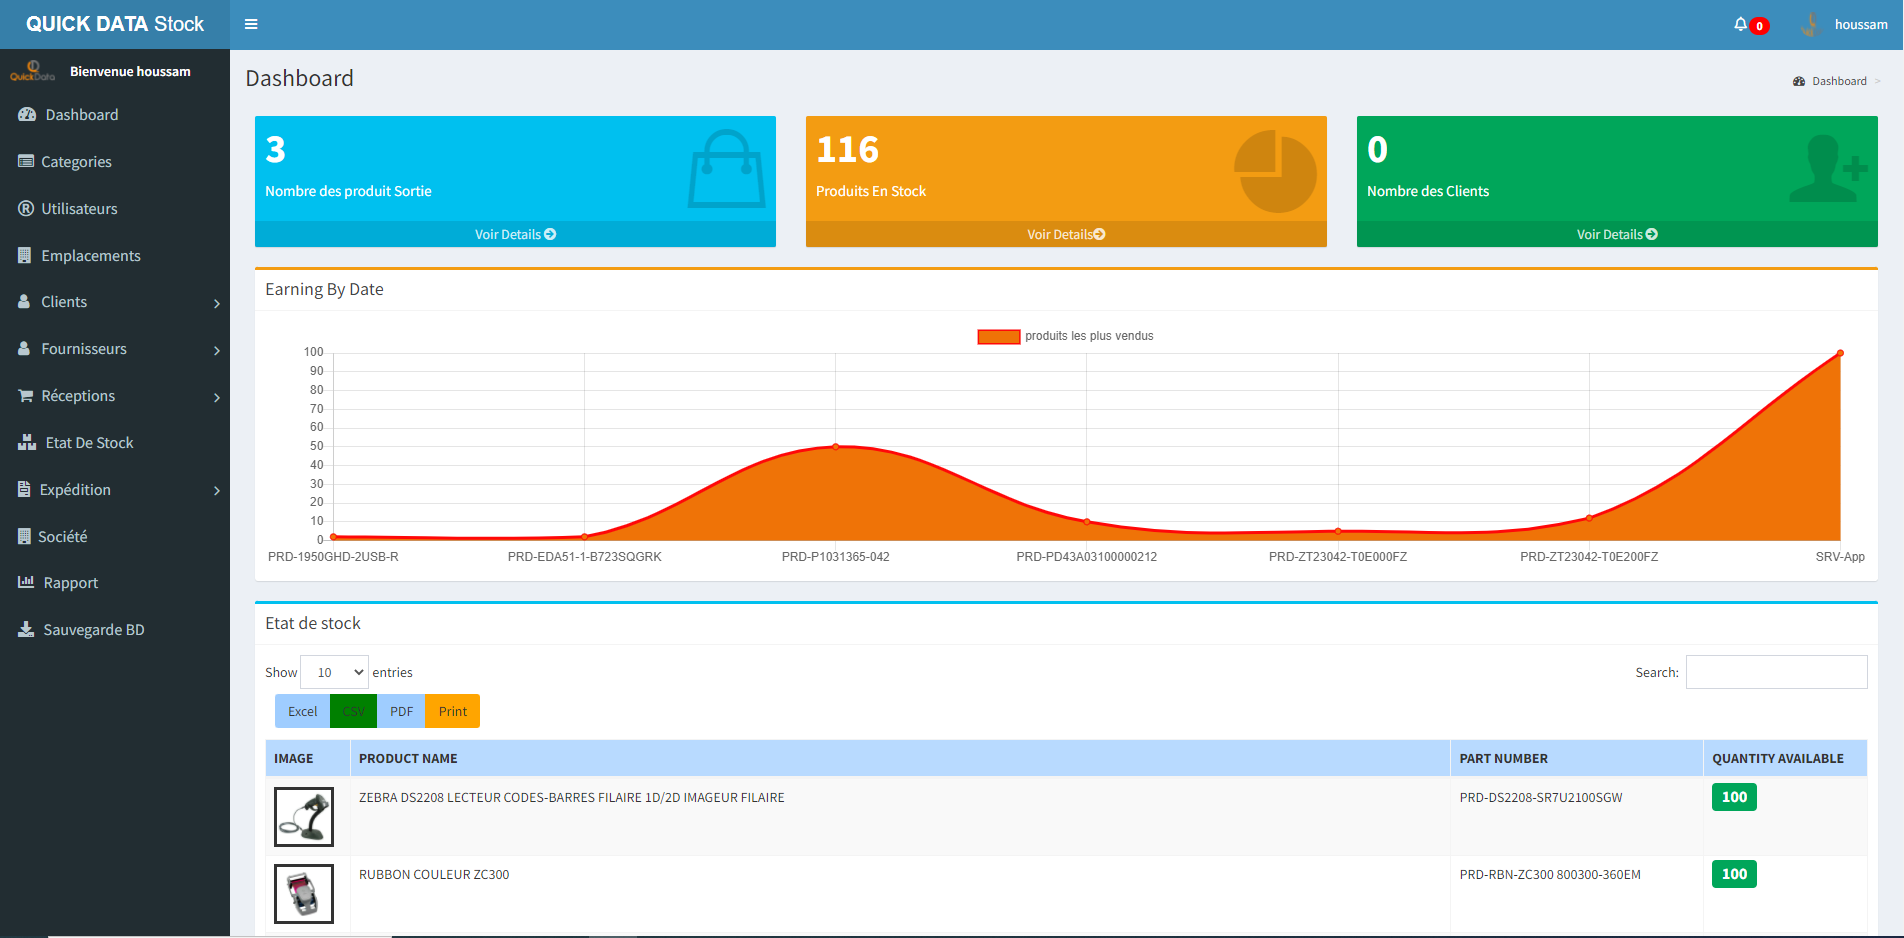 QUICK DATA Stock
0
houssam
QuickData
Bienvenue houssam
Dashboard
Categories
Utilisateurs
Emplacements
Clients
Fournisseurs
Réceptions
Etat De Stock
Expédition
Société
Rapport
Sauvegarde BD
Dashboard
Dashboard >
3
Nombre des produit Sortie
Voir Details
116
Produits En Stock
Voir Details
0
Nombre des Clients
Voir Details
Earning By Date
produits les plus vendus
100
90
80
70
60
50
40
30
20
10
0
PRD-1950GHD-2USB-R
PRD-EDA51-1-B723SQGRK
PRD-P1031365-042
PRD-PD43A03100000212
PRD-ZT23042-T0E000FZ
PRD-ZT23042-T0E200FZ
SRV-App
Etat de stock
Show 10 entries
Search:
Excel CSV PDF Print
IMAGE PRODUCT NAME PART NUMBER QUANTITY AVAILABLE
ZEBRA DS2208 LECTEUR CODES-BARRES FILAIRE 1D/2D IMAGEUR FILAIRE PRD-DS2208-SR7U2100SGW 100
RUBBON COULEUR ZC300 PRD-RBN-ZC300 800300-360EM 100